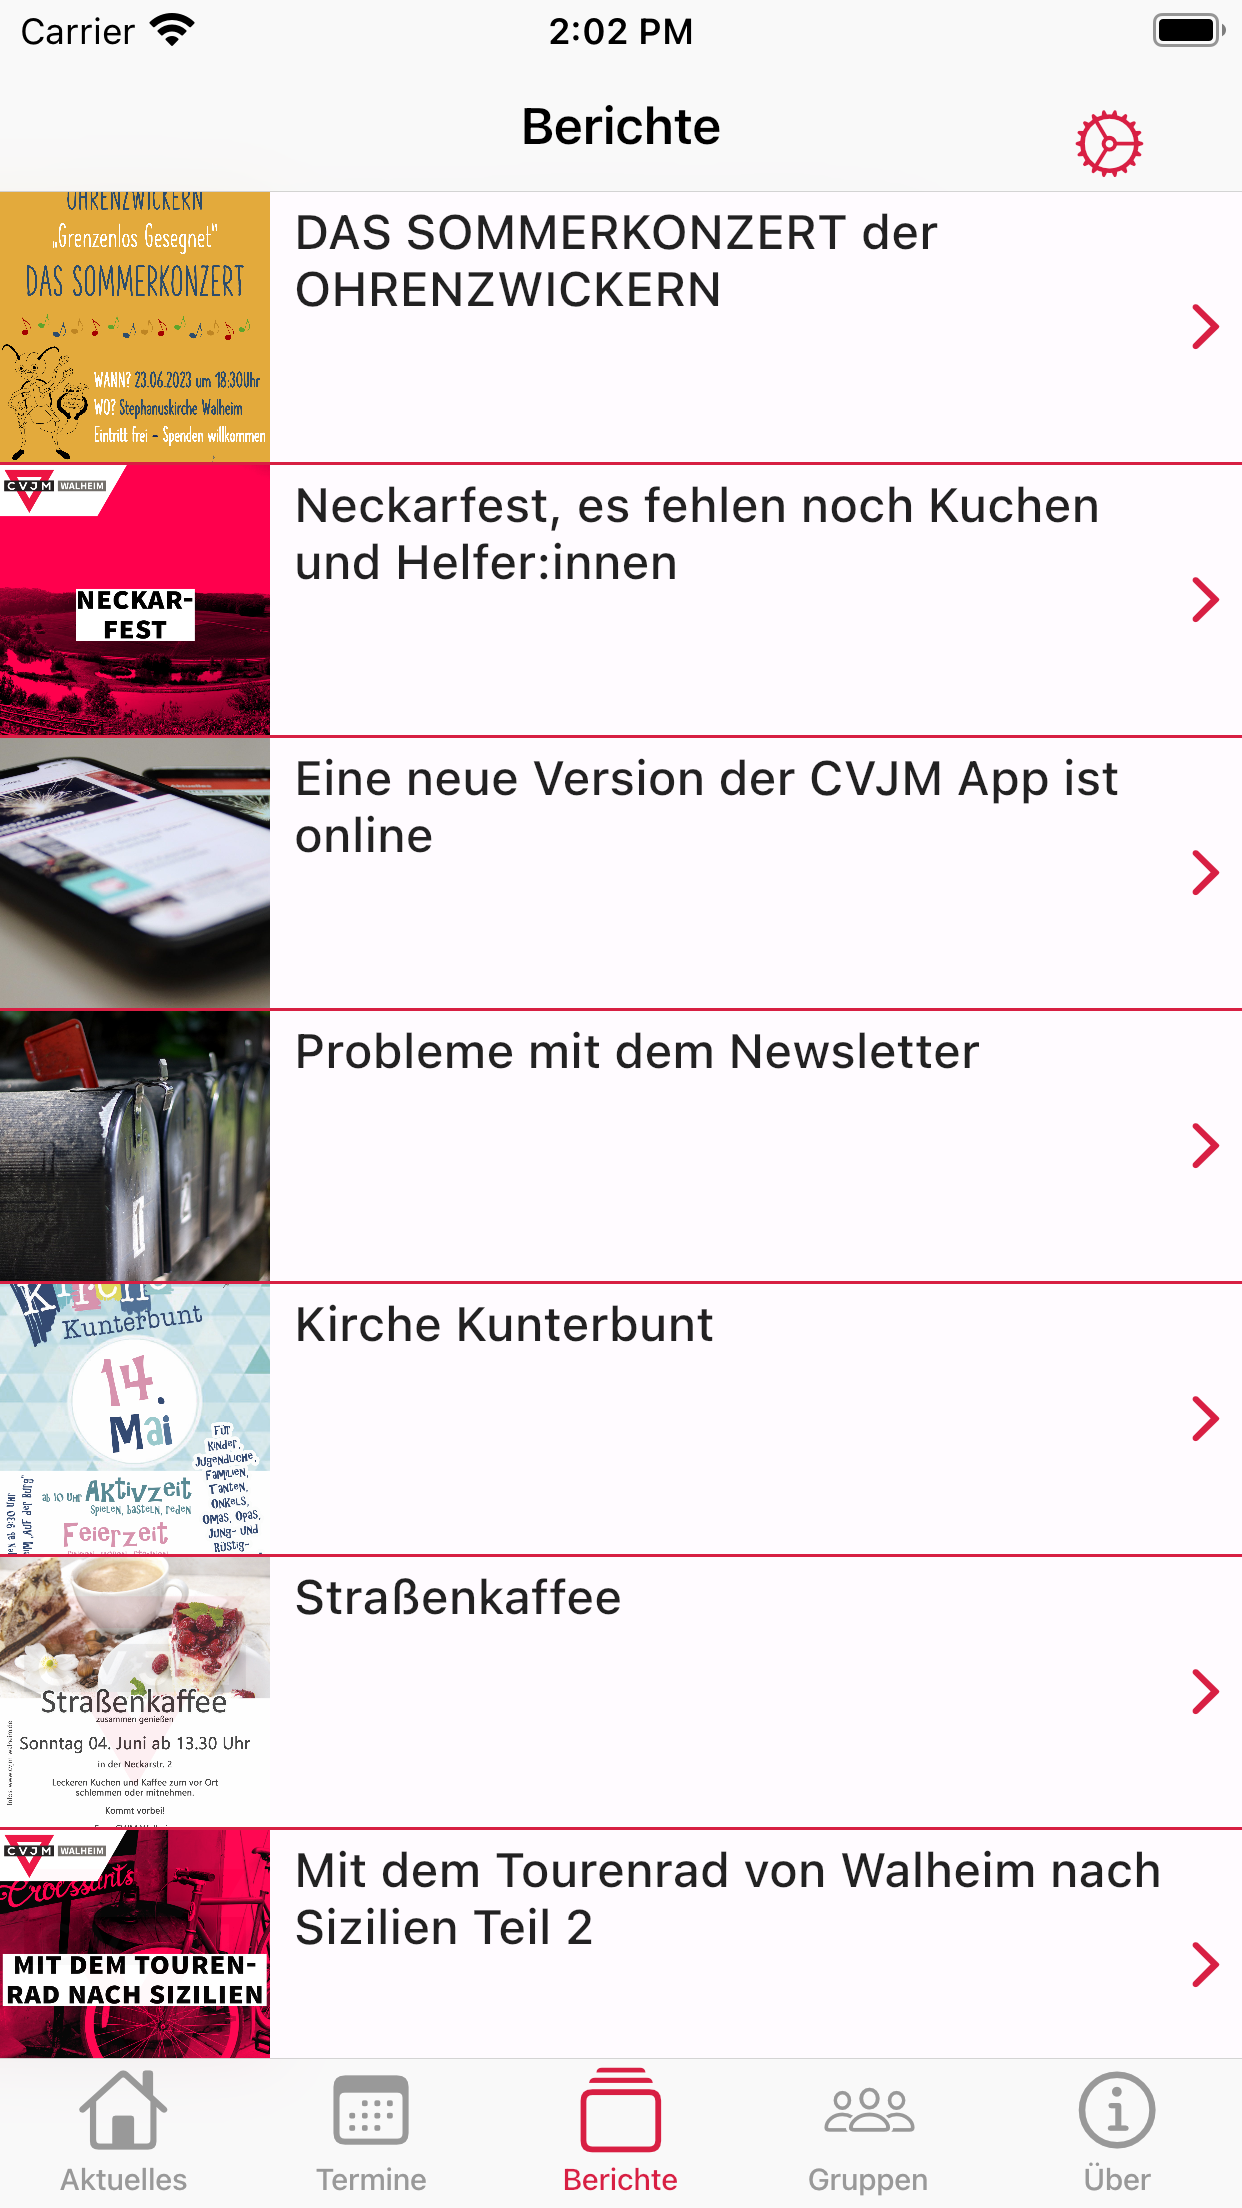 Carrier
2:02 PM
Berichte
OHRENZWICKERN
„Grenzenlos Gesegnet“
DAS SOMMERKONZERT
WANN? 23.06.2023 um 18:30Uhr
WO? Stephanuskirche Walheim
Eintritt frei - Spenden willkommen
DAS SOMMERKONZERT der
OHRENZWICKERN
CVJM WALHEIM
NECKAR-
FEST
Neckarfest, es fehlen noch Kuchen
und Helfer:innen
Eine neue Version der CVJM App ist
online
Probleme mit dem Newsletter
Kirche
Kunterbunt
14.
Mai
Für
Kinder,
Jugendliche,
Familien,
Tanten,
Onkels,
Omas, Opas,
Jung- und
Rüstig-
ab 10 Uhr Aktivzeit
Spielen, basteln, reden
Feierzeit
Kirche Kunterbunt
Straßenkaffee
zusammen genießen
Sonntag 04. Juni ab 13.30 Uhr
in der Neckarstr. 2
Leckeren Kuchen und Kaffee zum vor Ort
schlemmen oder mitnehmen.
Kommt vorbei!
Straßenkaffee
CVJM WALHEIM
Croissants
MIT DEM TOUREN-
RAD NACH SIZILIEN
Mit dem Tourenrad von Walheim nach
Sizilien Teil 2
Aktuelles
Termine
Berichte
Gruppen
Über